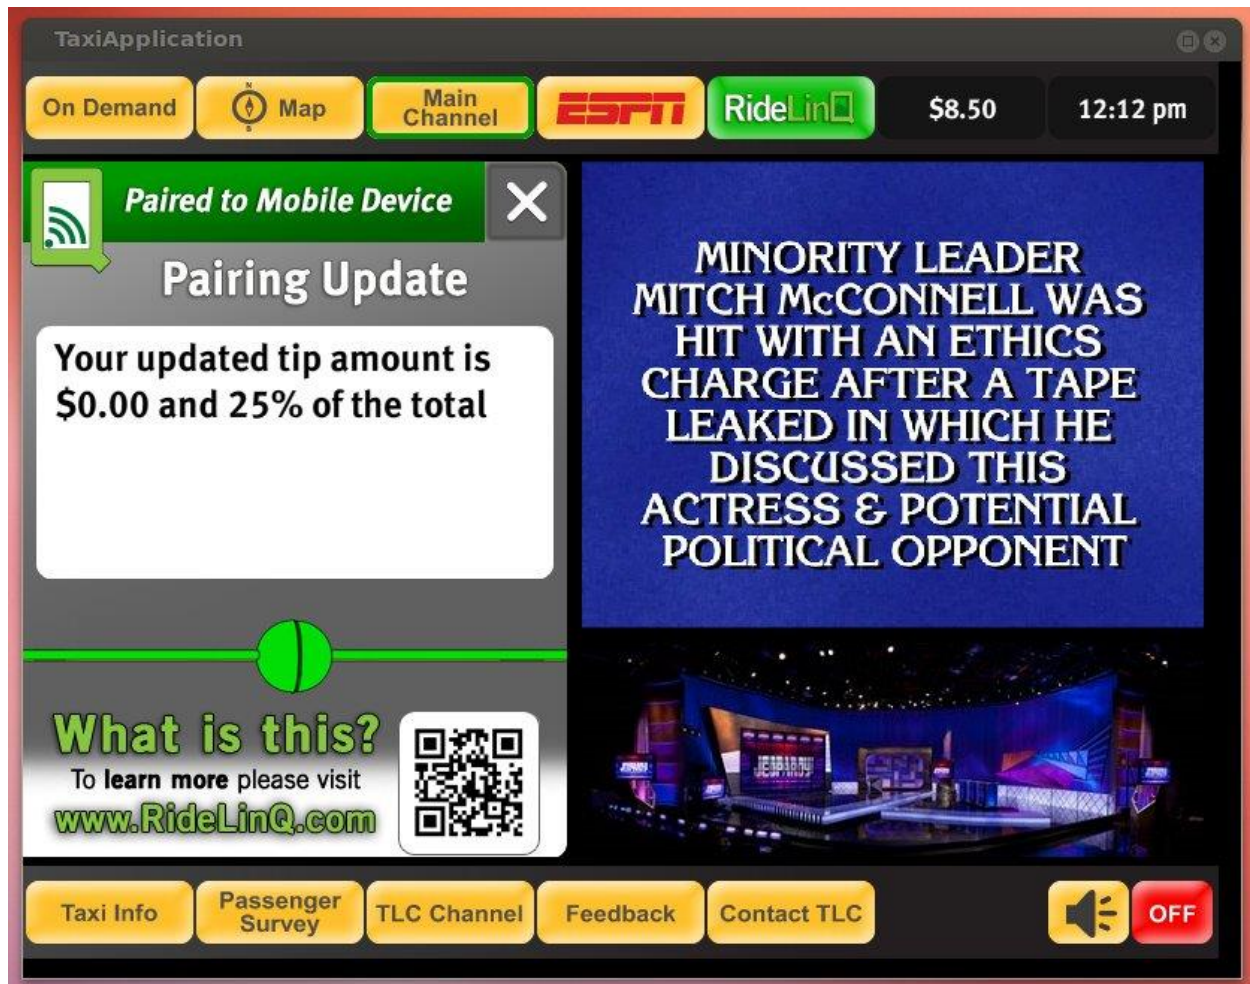 TaxiApplication
On Demand
Map
Main
Channel
ESPN
RideLinQ
$8.50
12:12 pm
Paired to Mobile Device
Pairing Update
Your updated tip amount is
$0.00 and 25% of the total
What is this?
To learn more please visit
www.RideLinQ.com
MINORITY LEADER
MITCH McCONNELL WAS
HIT WITH AN ETHICS
CHARGE AFTER A TAPE
LEAKED IN WHICH HE
DISCUSSED THIS
ACTRESS & POTENTIAL
POLITICAL OPPONENT
JEOPARDY!
Taxi Info
Passenger
Survey
TLC Channel
Feedback
Contact TLC
OFF